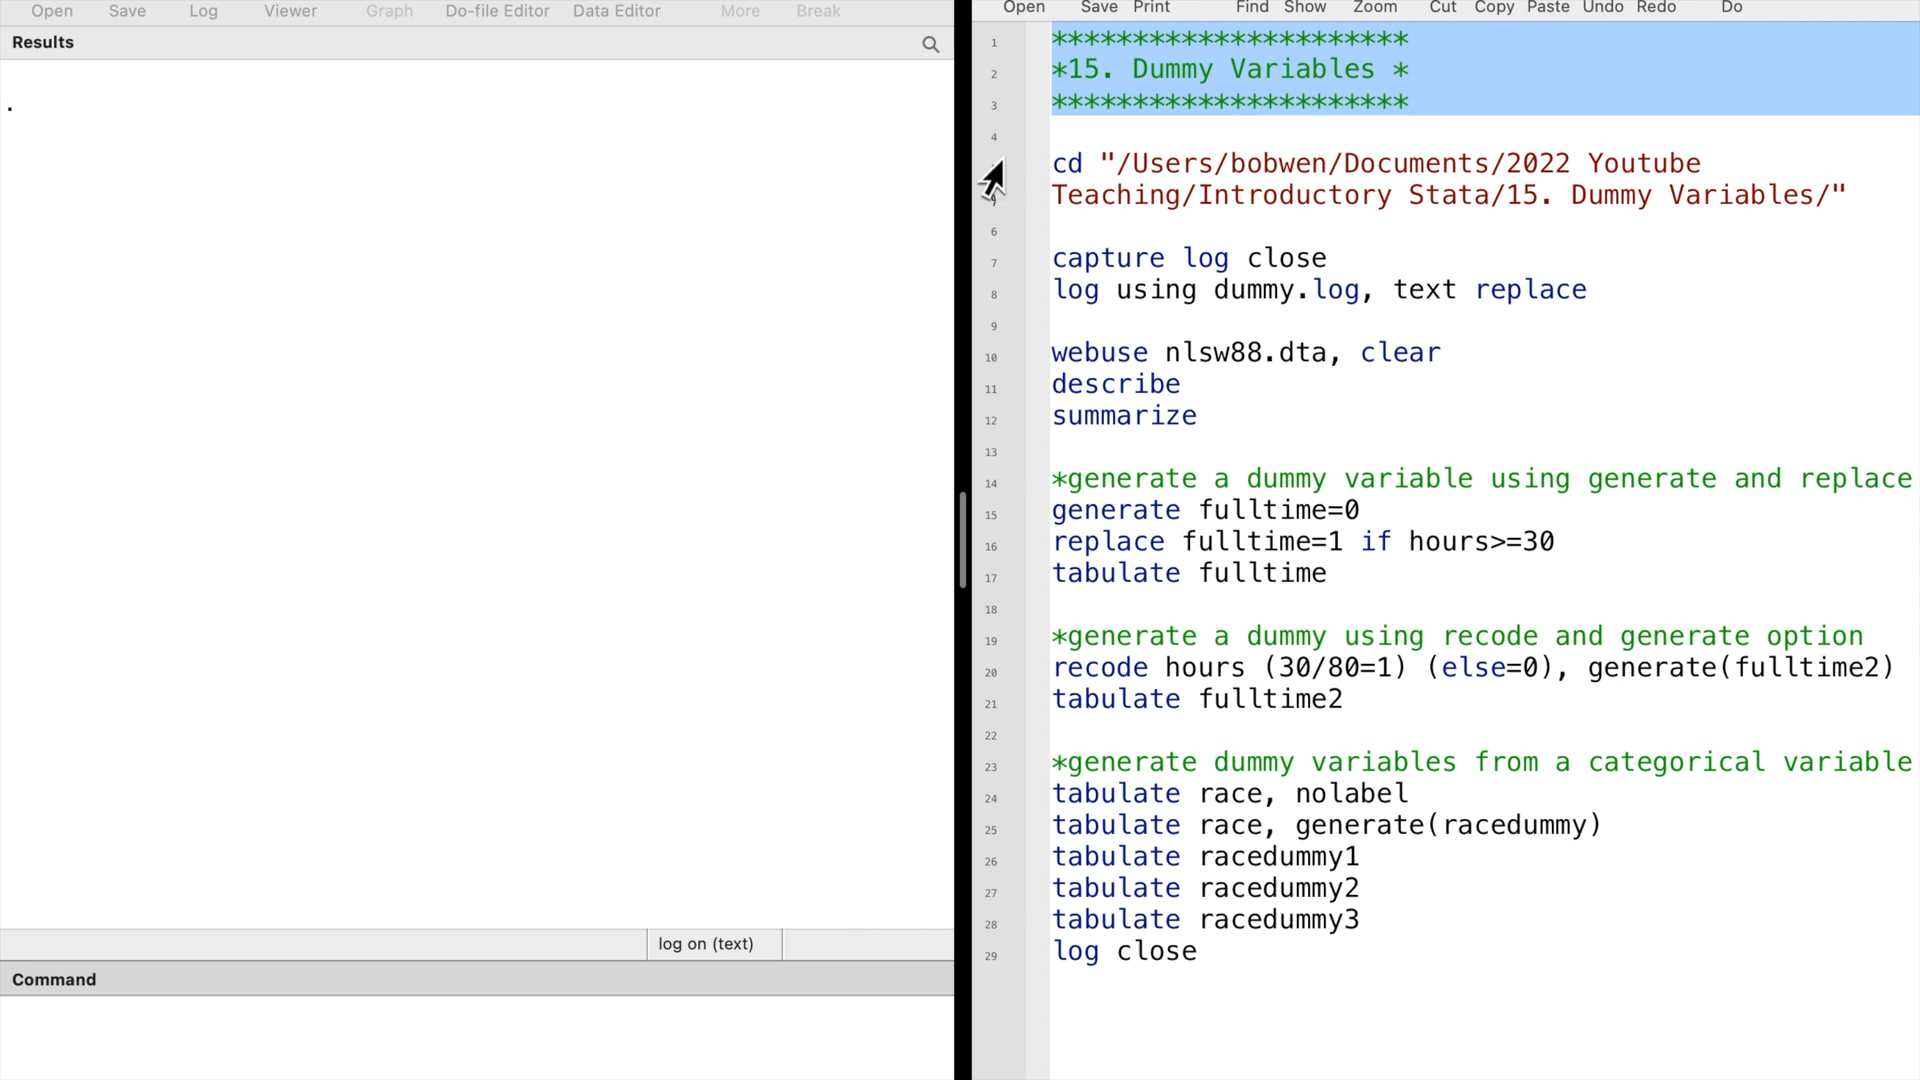 Open Save Log Viewer Graph Do-file Editor Data Editor More Break
Results
.
log on (text)
Command
Open Save Print Find Show Zoom Cut Copy Paste Undo Redo Do
1 **********************
2 *15. Dummy Variables *
3 **********************
4
cd "/Users/bobwen/Documents/2022 Youtube
Teaching/Introductory Stata/15. Dummy Variables/"
6
7 capture log close
8 log using dummy.log, text replace
9
10 webuse nlsw88.dta, clear
11 describe
12 summarize
13
14 *generate a dummy variable using generate and replace
15 generate fulltime=0
16 replace fulltime=1 if hours>=30
17 tabulate fulltime
18
19 *generate a dummy using recode and generate option
20 recode hours (30/80=1) (else=0), generate(fulltime2)
21 tabulate fulltime2
22
23 *generate dummy variables from a categorical variable
24 tabulate race, nolabel
25 tabulate race, generate(racedummy)
26 tabulate racedummy1
27 tabulate racedummy2
28 tabulate racedummy3
29 log close